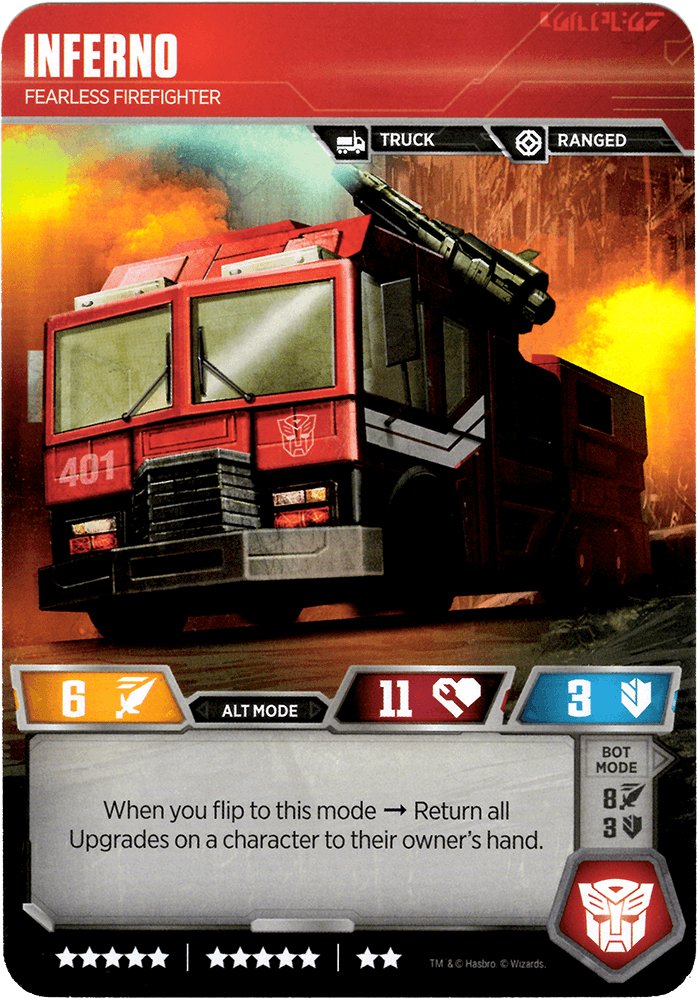 INFERNO
FEARLESS FIREFIGHTER
TRUCK
RANGED
401
6
ALT MODE
11
3
When you flip to this mode → Return all
Upgrades on a character to their owner's hand.
BOT
MODE
8
3
TM & © Hasbro. © Wizards.